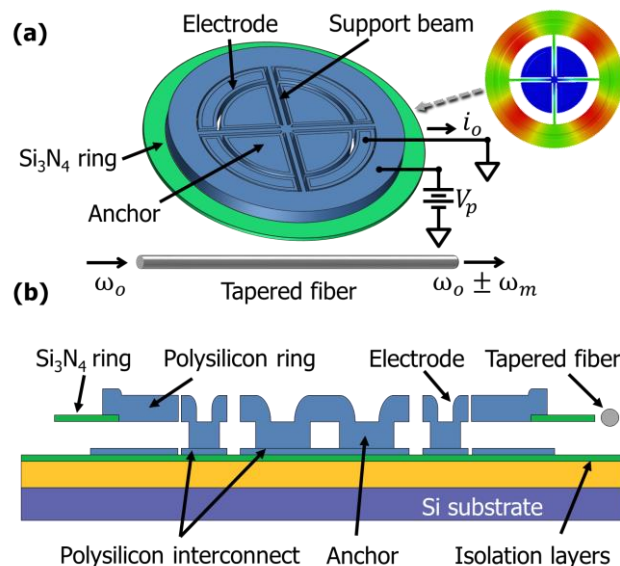 (a)
Electrode
Support beam
Si₃N₄ ring
Anchor
iₒ
Vₚ
ωₒ
Tapered fiber
ωₒ ± ωₘ
(b)
Si₃N₄ ring
Polysilicon ring
Electrode
Tapered fiber
Si substrate
Polysilicon interconnect
Anchor
Isolation layers